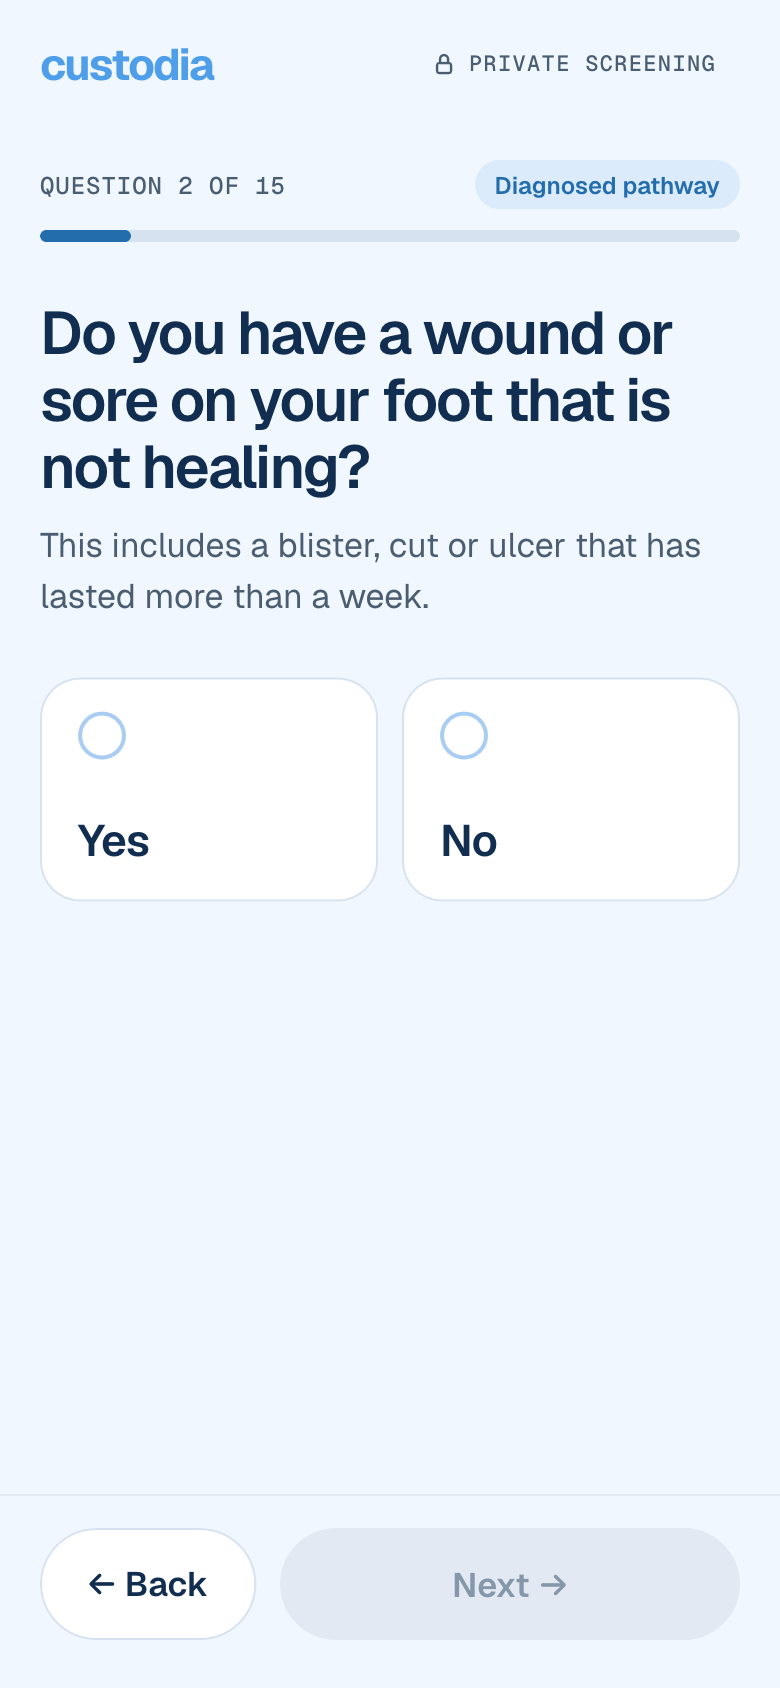 custodia
PRIVATE SCREENING
QUESTION 2 OF 15
Diagnosed pathway
Do you have a wound or
sore on your foot that is
not healing?
This includes a blister, cut or ulcer that has
lasted more than a week.
Yes
No
← Back
Next →